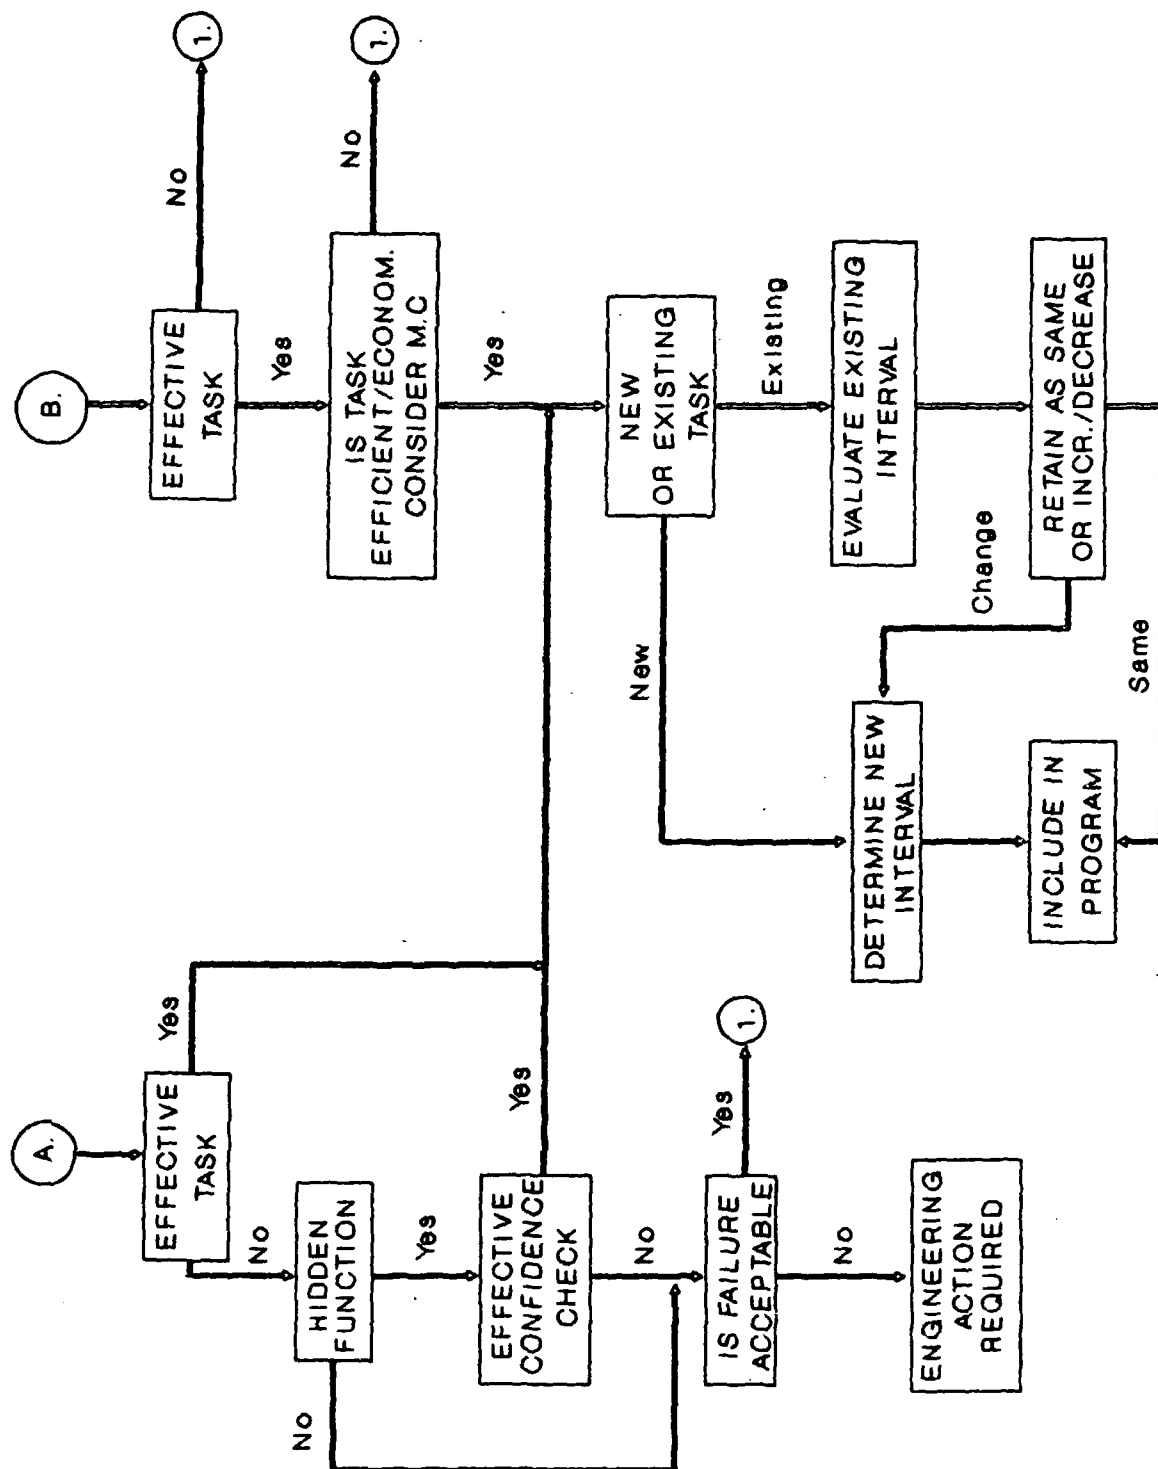 A.
EFFECTIVE
TASK
Yes
No
HIDDEN
FUNCTION
No
Yes
EFFECTIVE
CONFIDENCE
CHECK
Yes
No
IS FAILURE
ACCEPTABLE
Yes
1.
No
ENGINEERING
ACTION
REQUIRED
B.
EFFECTIVE
TASK
No
1.
Yes
IS TASK
EFFICIENT/ECONOM.
CONSIDER M.C
No
1.
Yes
NEW
OR EXISTING
TASK
New
Existing
DETERMINE NEW
INTERVAL
EVALUATE EXISTING
INTERVAL
Change
INCLUDE IN
PROGRAM
RETAIN AS SAME
OR INCR./DECREASE
Same